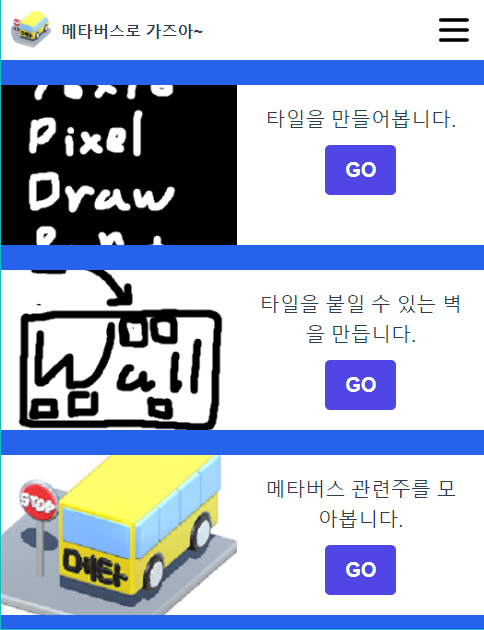 메타버스로 가즈아~
Pixel
Draw
타일을 만들어봅니다.
GO
Wall
타일을 붙일 수 있는 벽
을 만듭니다.
GO
STOP
메타
메타버스 관련주를 모
아봅니다.
GO